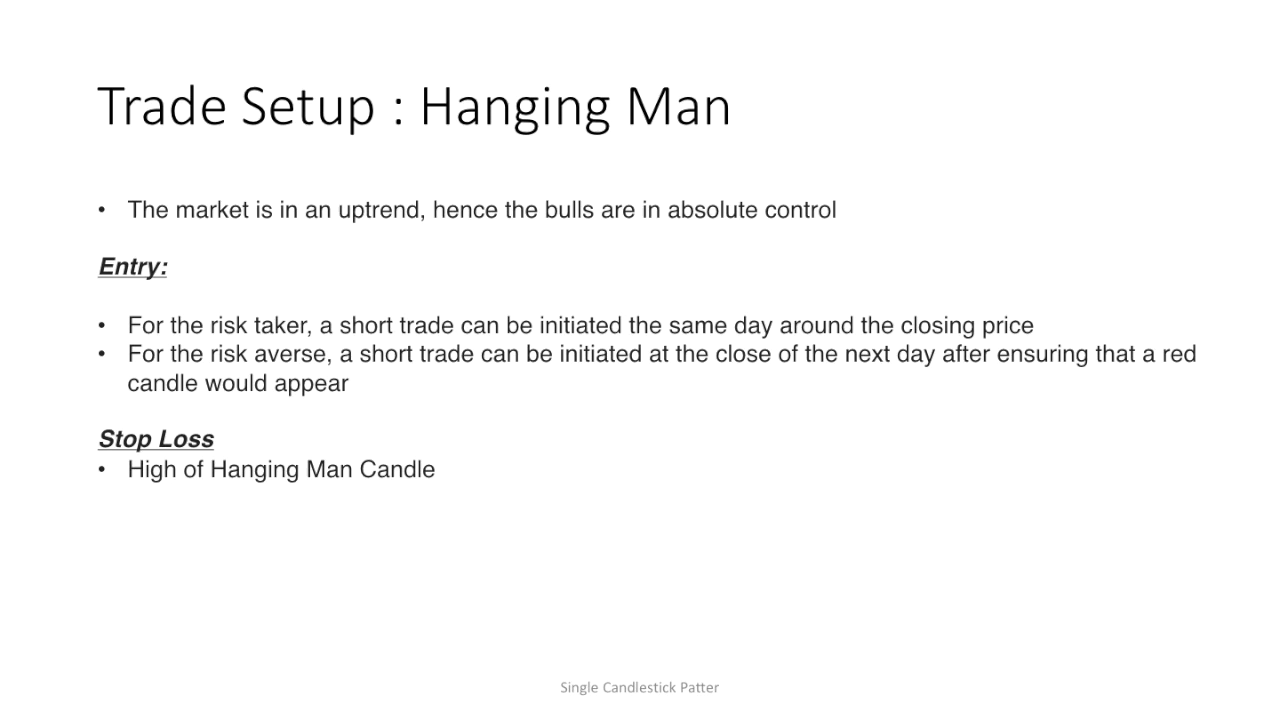 Trade Setup : Hanging Man
• The market is in an uptrend, hence the bulls are in absolute control
Entry:
• For the risk taker, a short trade can be initiated the same day around the closing price
• For the risk averse, a short trade can be initiated at the close of the next day after ensuring that a red
candle would appear
Stop Loss
• High of Hanging Man Candle
Single Candlestick Patter